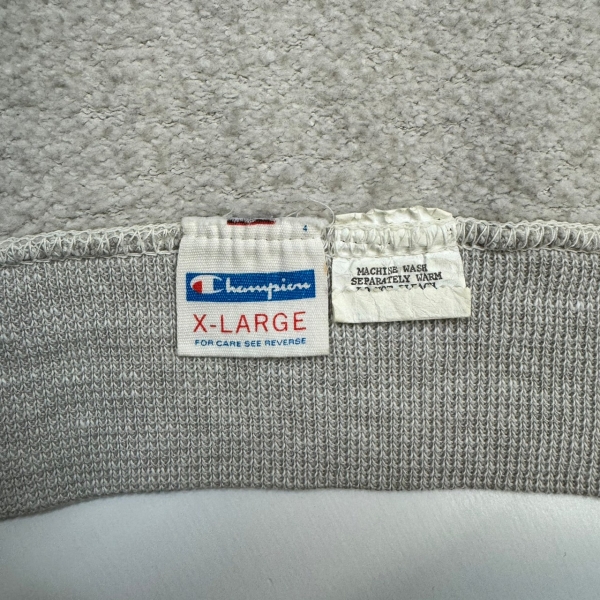 Champion
X-LARGE
FOR CARE SEE REVERSE
MACHINE WASH
SEPARATELY WARM